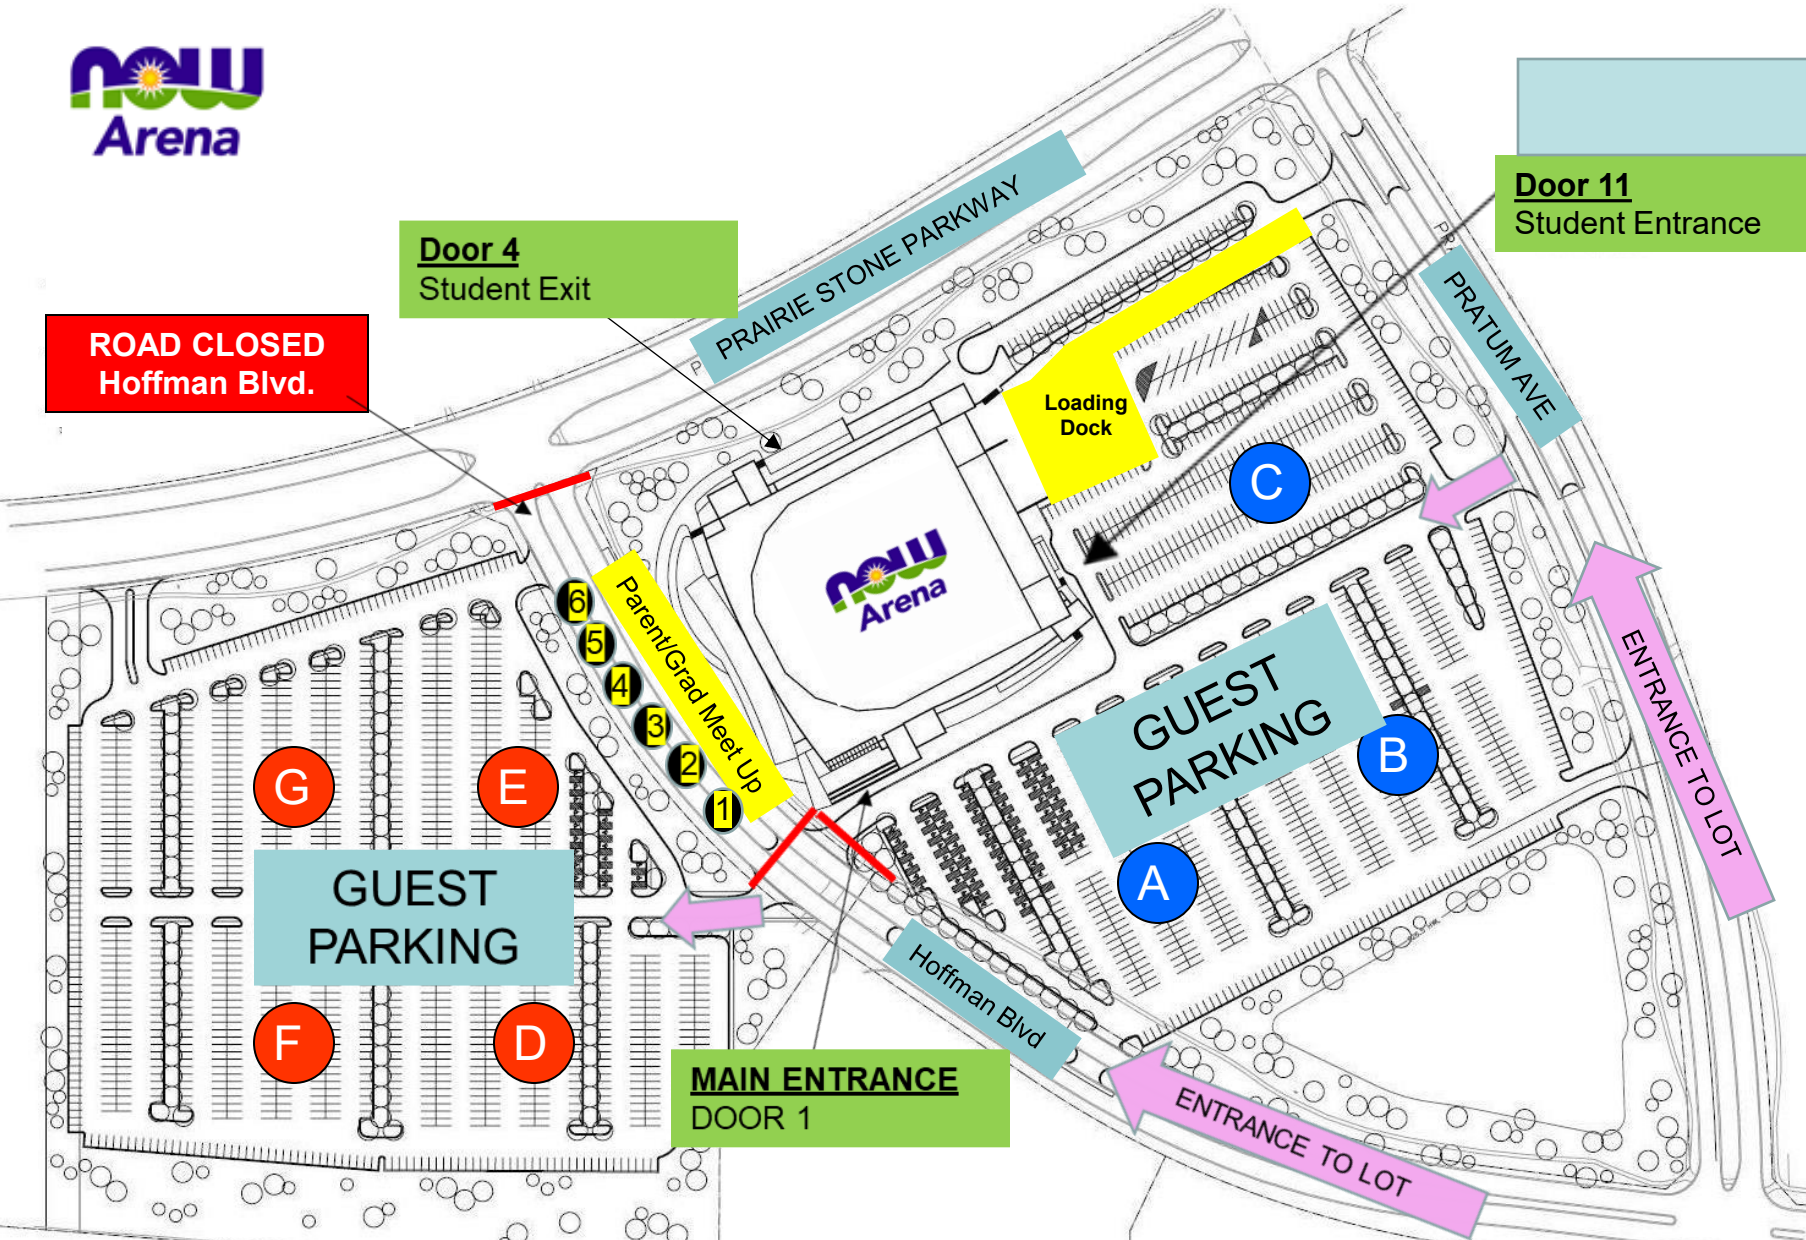 now
Arena
Door 11
Student Entrance
Door 4
Student Exit
PRAIRIE STONE PARKWAY
PRATUM AVE
ROAD CLOSED
Hoffman Blvd.
Loading
Dock
C
now
Arena
6
5
4
3
2
1
Parent/Grad Meet Up
GUEST
PARKING
ENTRANCE TO LOT
B
A
G
E
GUEST
PARKING
F
D
Hoffman Blvd
MAIN ENTRANCE
DOOR 1
ENTRANCE TO LOT